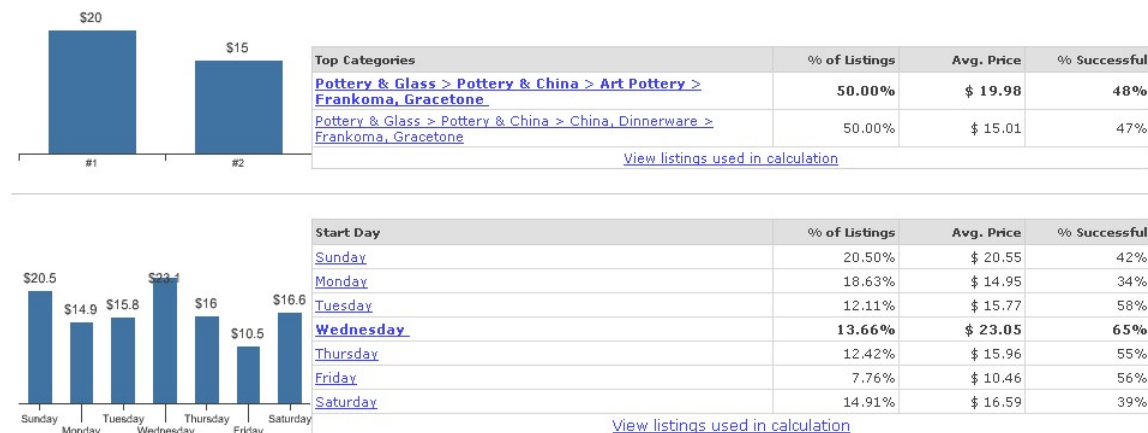 $20
$15
#1
#2
Top Categories % of Listings Avg. Price % Successful
Pottery & Glass > Pottery & China > Art Pottery >
Frankoma, Gracetone 50.00% $ 19.98 48%
Pottery & Glass > Pottery & China > China, Dinnerware >
Frankoma, Gracetone 50.00% $ 15.01 47%
View listings used in calculation
$20.5
$14.9
$15.8
$23.1
$16
$10.5
$16.6
Sunday
Monday
Tuesday
Wednesday
Thursday
Friday
Saturday
Start Day % of Listings Avg. Price % Successful
Sunday 20.50% $ 20.55 42%
Monday 18.63% $ 14.95 34%
Tuesday 12.11% $ 15.77 58%
Wednesday 13.66% $ 23.05 65%
Thursday 12.42% $ 15.96 55%
Friday 7.76% $ 10.46 56%
Saturday 14.91% $ 16.59 39%
View listings used in calculation